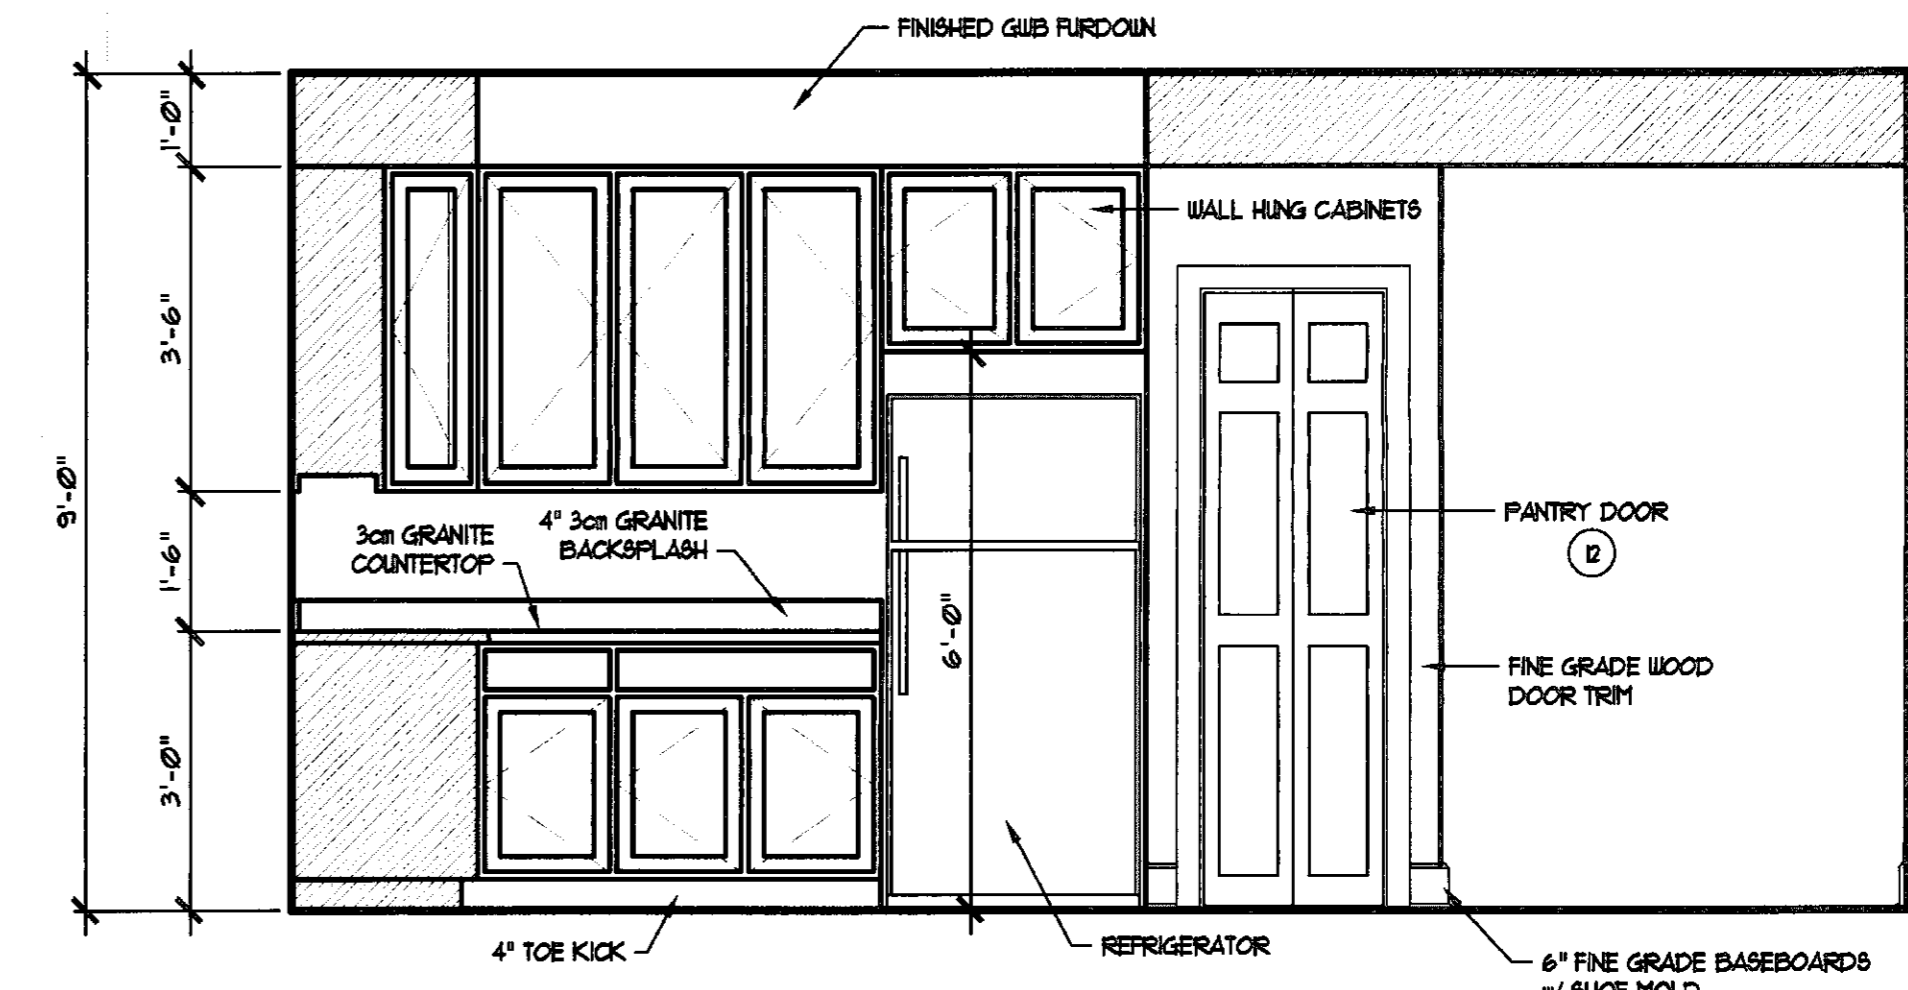 FINISHED GWB FURDOWN
1'-0"
WALL HUNG CABINETS
3'-6"
9'-0"
3cm GRANITE
COUNTERTOP
4" 3cm GRANITE
BACKSPLASH
PANTRY DOOR
12
1'-6"
6'-0"
FINE GRADE WOOD
DOOR TRIM
3'-0"
4" TOE KICK
REFRIGERATOR
6" FINE GRADE BASEBOARDS
W/ SHOE MOLD